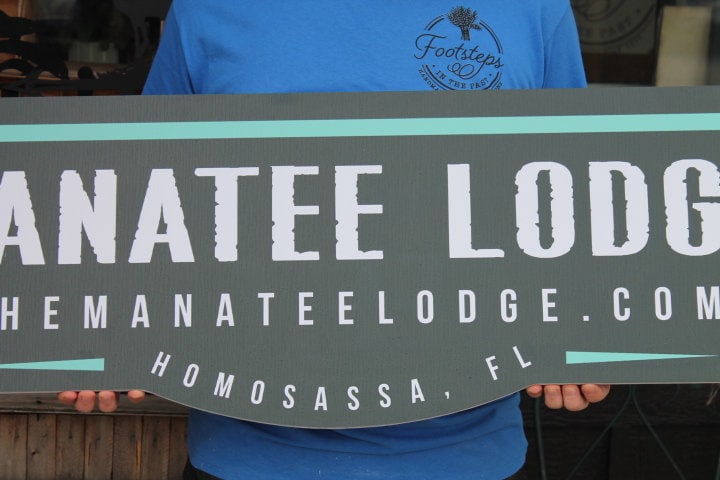 Footsteps
IN THE PAST
ANATEE LODG
HEMANATEELODGE.COM
HOMOSASSA, FL